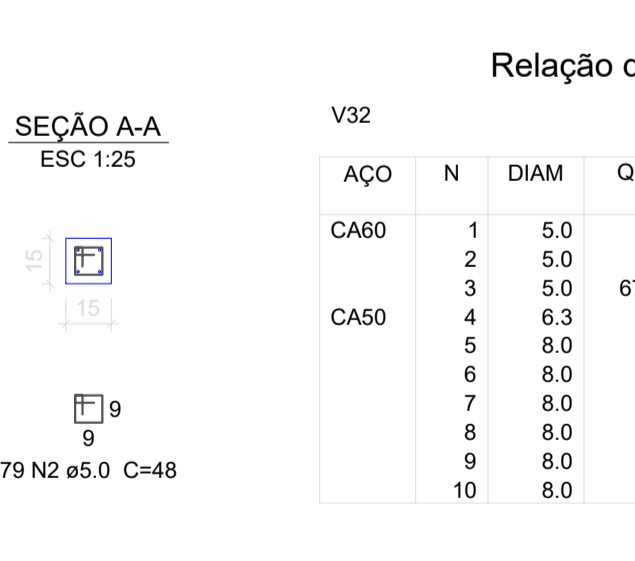 Relação d
V32
SEÇÃO A-A
ESC 1:25
15
15
9
9
79 N2 ø5.0 C=48
AÇO N DIAM Q
CA60 1 5.0
2 5.0
3 5.0 67
CA50 4 6.3
5 8.0
6 8.0
7 8.0
8 8.0
9 8.0
10 8.0